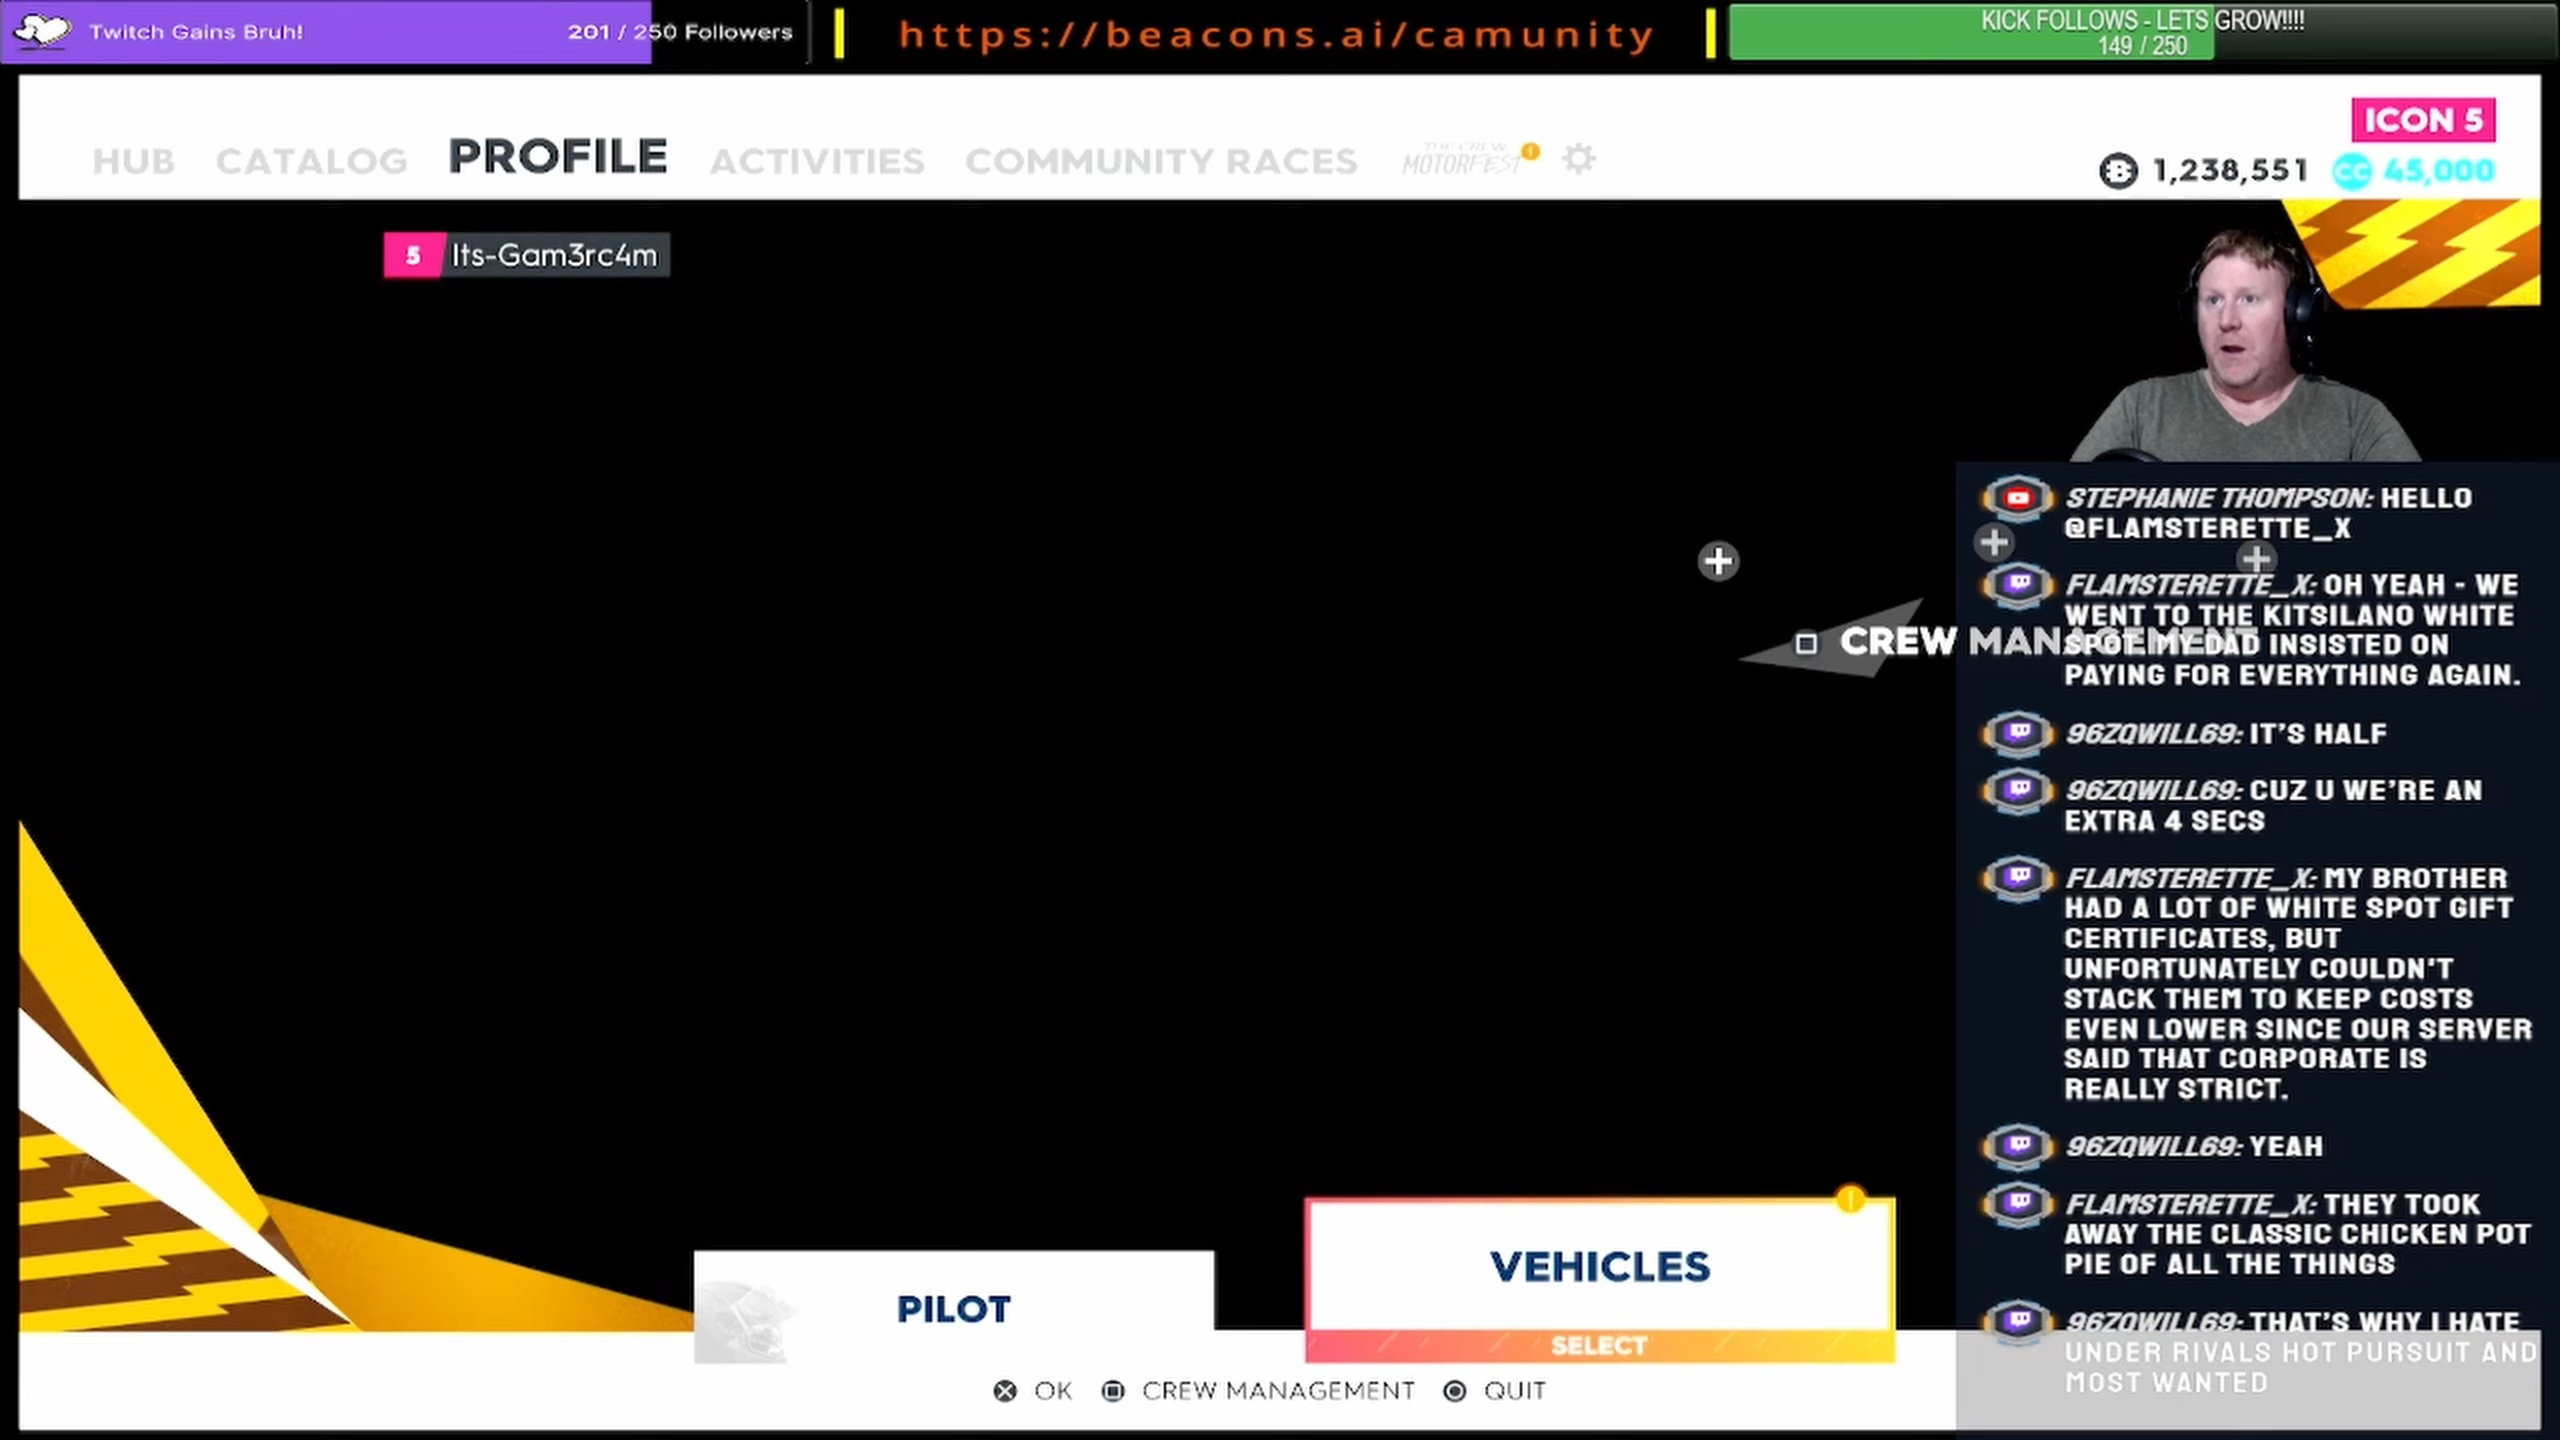 Twitch Gains Bruh!
201 / 250 Followers
https://beacons.ai/camunity
KICK FOLLOWS - LETS GROW!!!!
149 / 250
HUB CATALOG PROFILE ACTIVITIES COMMUNITY RACES THE CREW MOTORFEST
ICON 5
1,238,551 CC 45,000
5 Its-Gam3rc4m
STEPHANIE THOMPSON: HELLO
@FLAMSTERETTE_X
FLAMSTERETTE_X: OH YEAH - WE
WENT TO THE KITSILANO WHITE
SPOT. MY DAD INSISTED ON
PAYING FOR EVERYTHING AGAIN.
CREW MANAGEMENT
96ZQWILL69: IT'S HALF
96ZQWILL69: CUZ U WE'RE AN
EXTRA 4 SECS
FLAMSTERETTE_X: MY BROTHER
HAD A LOT OF WHITE SPOT GIFT
CERTIFICATES, BUT
UNFORTUNATELY COULDN'T
STACK THEM TO KEEP COSTS
EVEN LOWER SINCE OUR SERVER
SAID THAT CORPORATE IS
REALLY STRICT.
96ZQWILL69: YEAH
FLAMSTERETTE_X: THEY TOOK
AWAY THE CLASSIC CHICKEN POT
PIE OF ALL THE THINGS
96ZQWILL69: THAT'S WHY I HATE
UNDER RIVALS HOT PURSUIT AND
MOST WANTED
PILOT
VEHICLES
SELECT
OK CREW MANAGEMENT QUIT